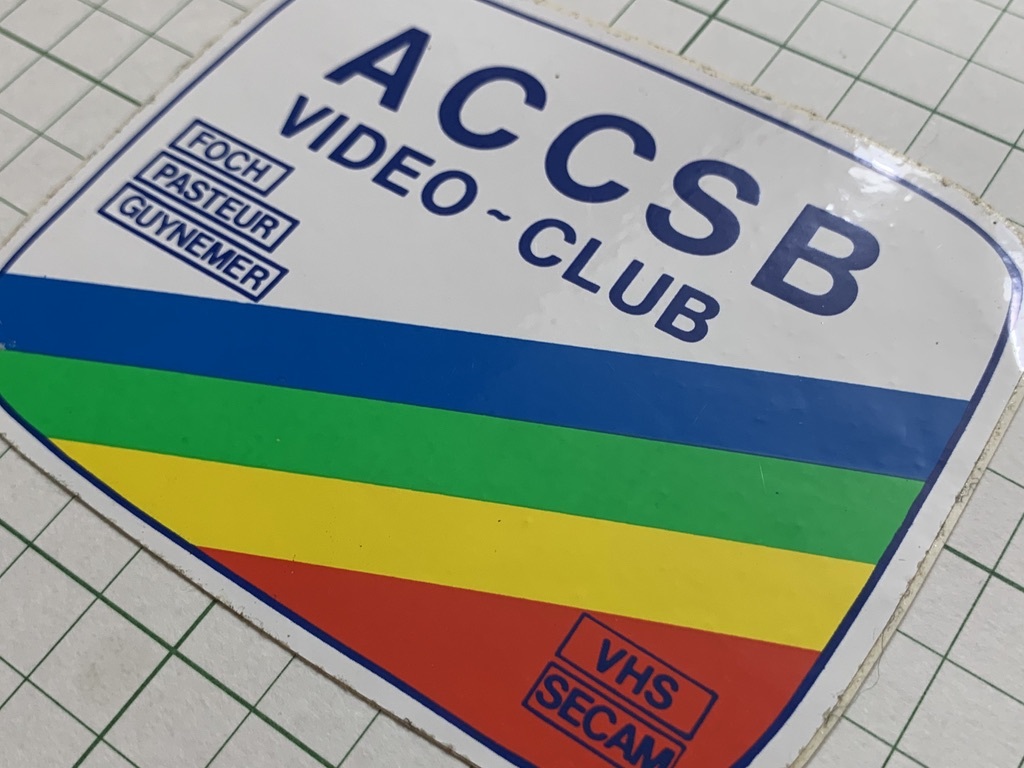 ACCSB
VIDEO ~ CLUB
FOCH
PASTEUR
GUYNEMER
VHS
SECAM